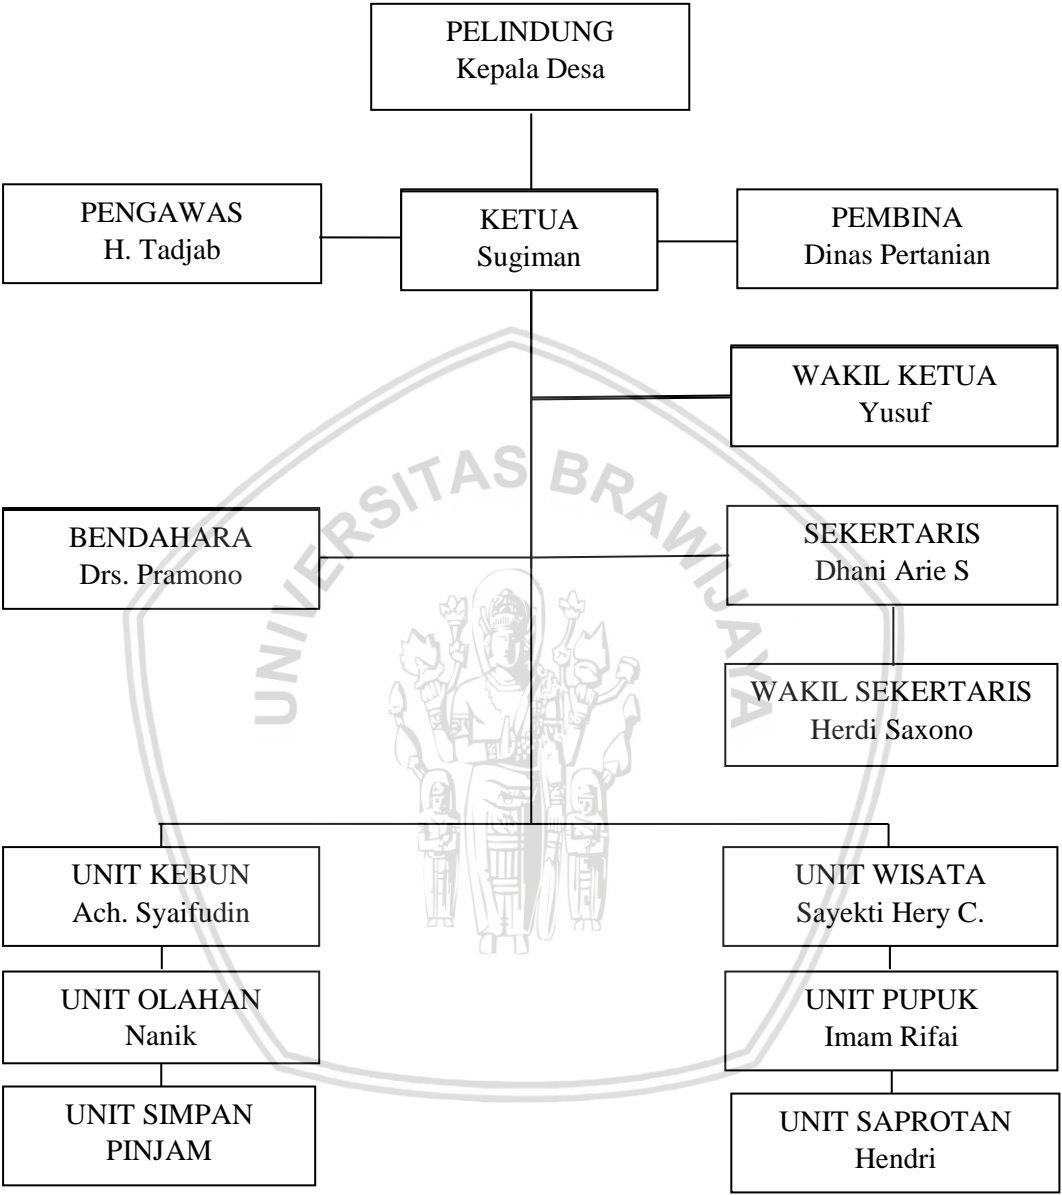 PELINDUNG
Kepala Desa
PENGAWAS
H. Tadjab
KETUA
Sugiman
PEMBINA
Dinas Pertanian
WAKIL KETUA
Yusuf
UNIVERSITAS BRAWIJAYA
BENDAHARA
Drs. Pramono
SEKERTARIS
Dhani Arie S
WAKIL SEKERTARIS
Herdi Saxono
UNIT KEBUN
Ach. Syaifudin
UNIT WISATA
Sayekti Hery C.
UNIT OLAHAN
Nanik
UNIT PUPUK
Imam Rifai
UNIT SIMPAN
PINJAM
UNIT SAPROTAN
Hendri